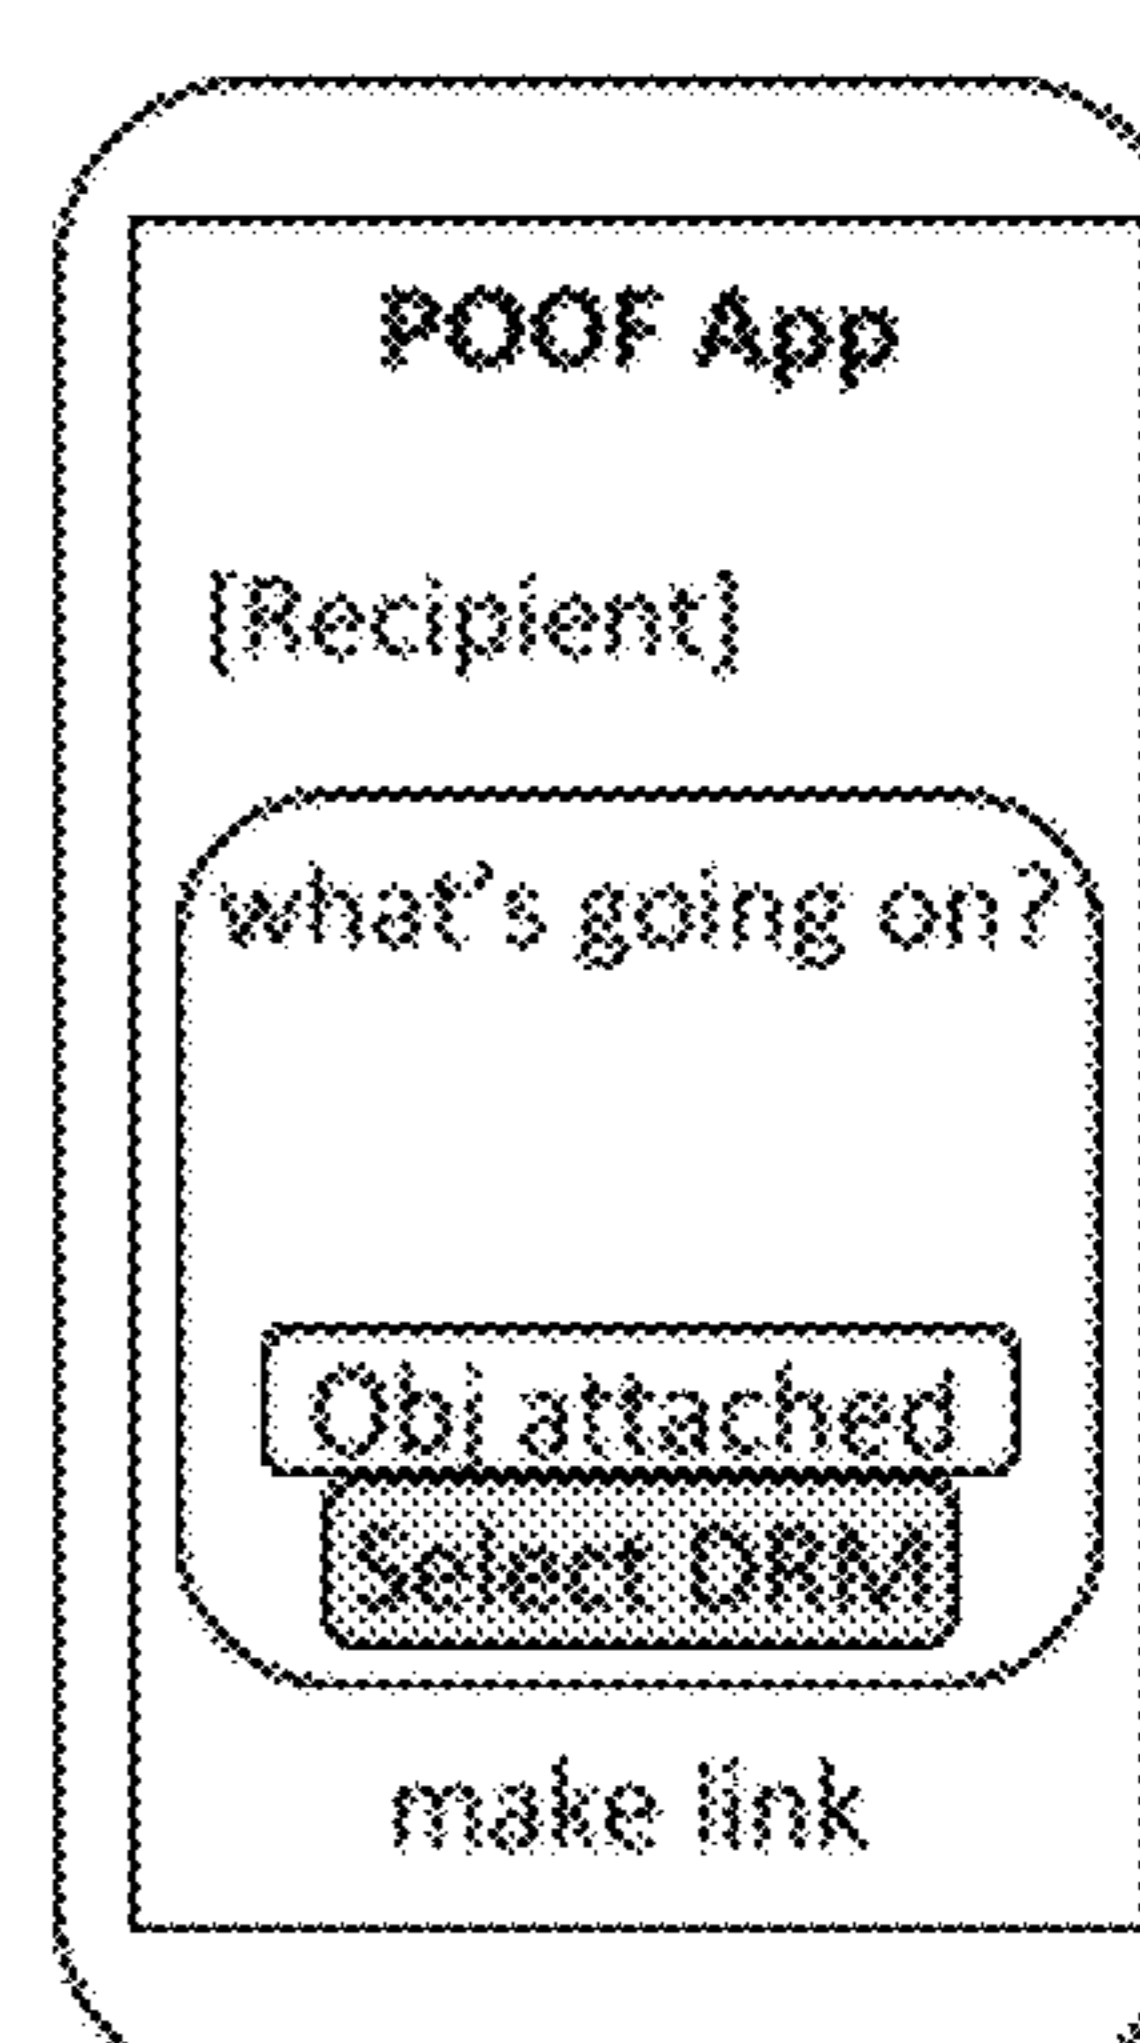 POOF App
[Recipient]
what's going on?
Obj attached
Select DRM
make link